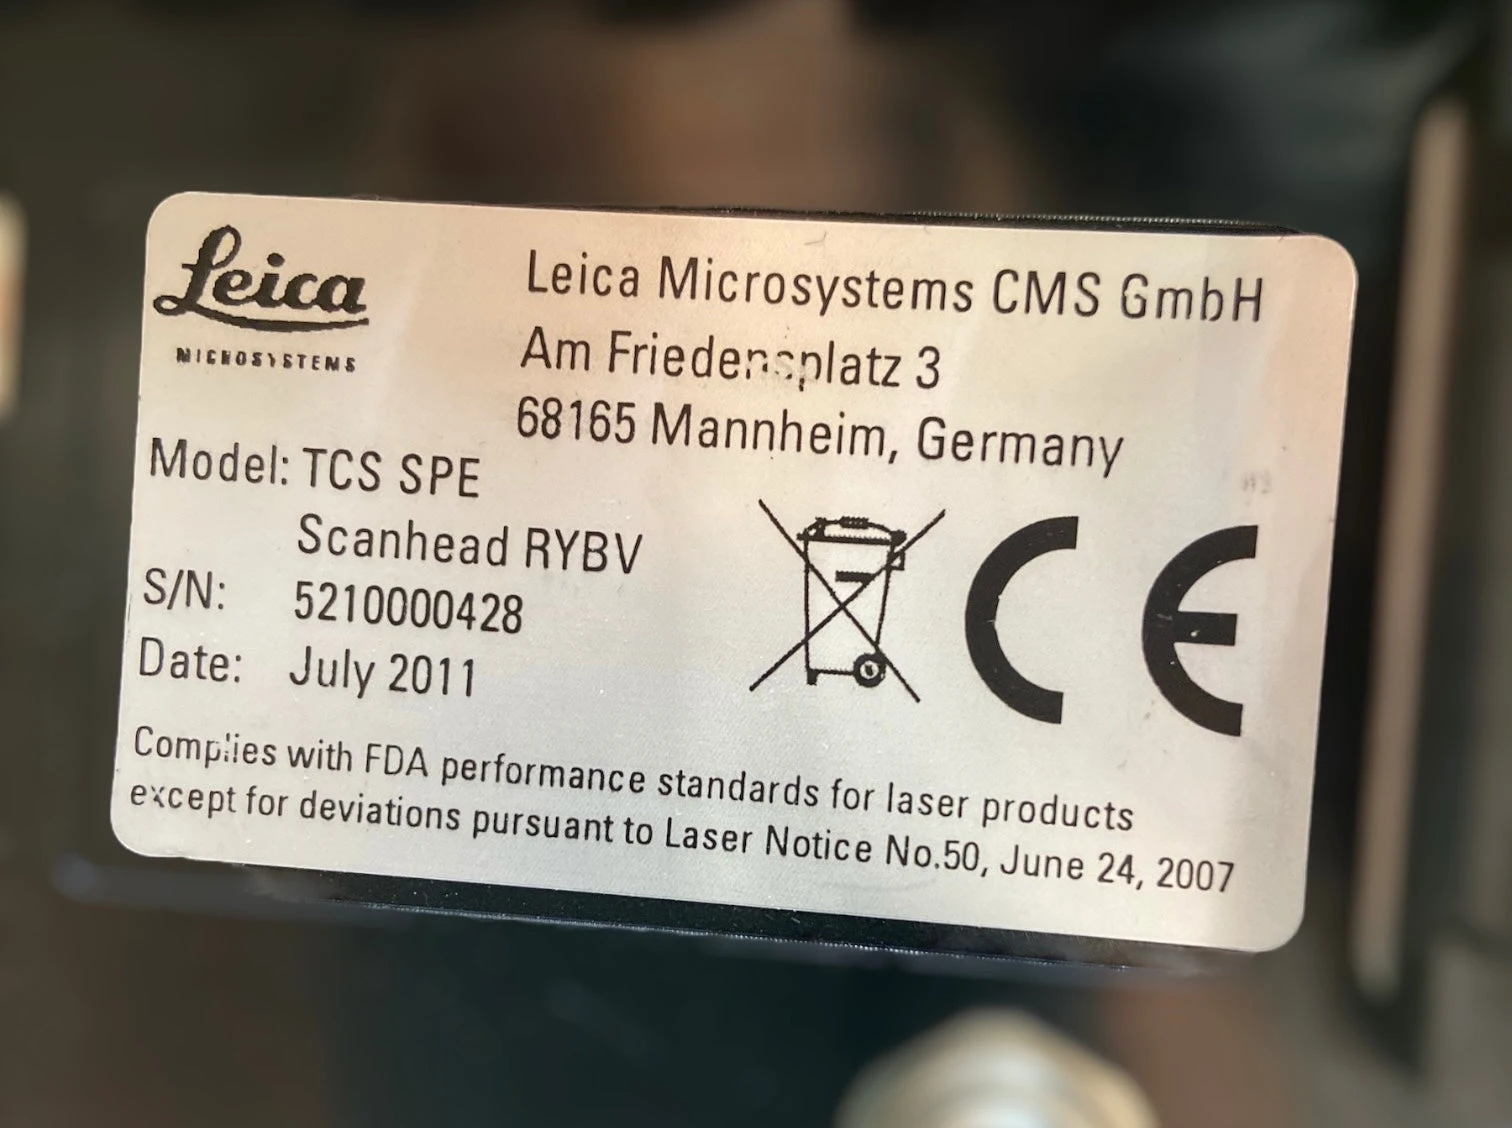 Leica
MICROSYSTEMS
Leica Microsystems CMS GmbH
Am Friedensplatz 3
68165 Mannheim, Germany
Model: TCS SPE
Scanhead RYBV
S/N: 5210000428
Date: July 2011
CE
Complies with FDA performance standards for laser products
except for deviations pursuant to Laser Notice No.50, June 24, 2007